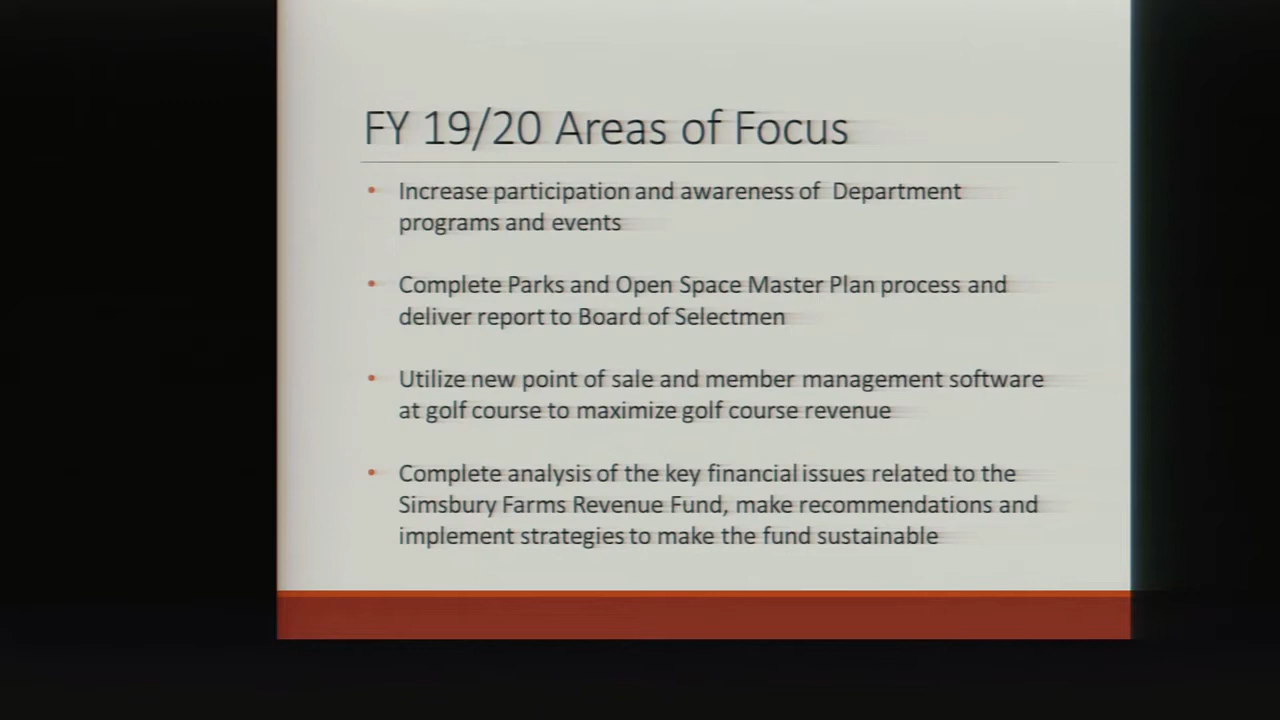 FY 19/20 Areas of Focus
• Increase participation and awareness of Department
programs and events
• Complete Parks and Open Space Master Plan process and
deliver report to Board of Selectmen
• Utilize new point of sale and member management software
at golf course to maximize golf course revenue
• Complete analysis of the key financial issues related to the
Simsbury Farms Revenue Fund, make recommendations and
implement strategies to make the fund sustainable